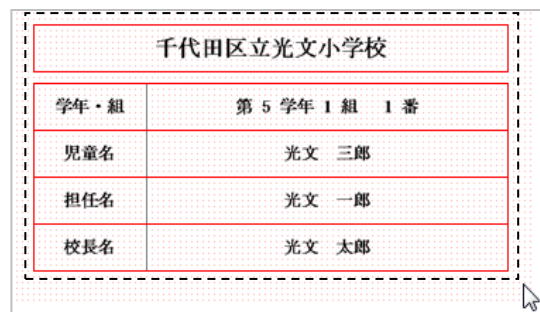 千代田区立光文小学校
学年・組 第 5 学年 1 組 1 番
児童名 光文 三郎
担任名 光文 一郎
校長名 光文 太郎